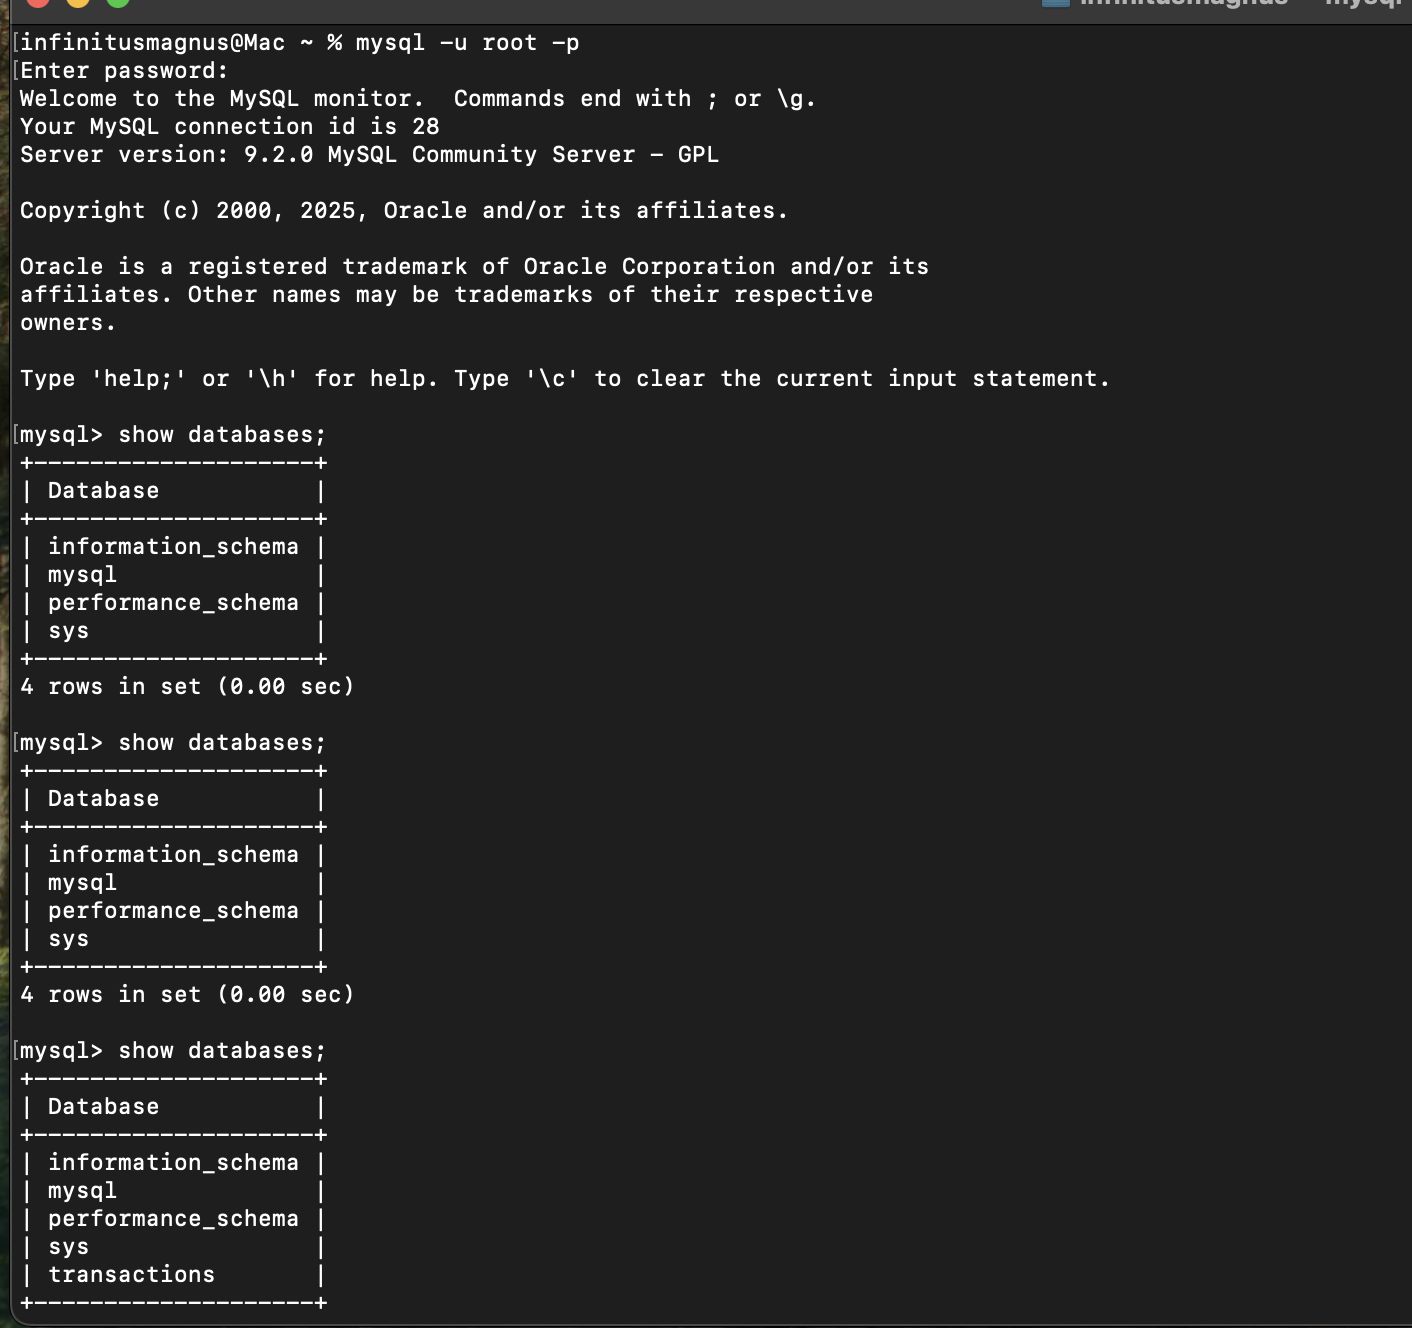 infinitusmagnus@Mac ~ % mysql -u root -p
Enter password:
Welcome to the MySQL monitor.  Commands end with ; or \g.
Your MySQL connection id is 28
Server version: 9.2.0 MySQL Community Server - GPL

Copyright (c) 2000, 2025, Oracle and/or its affiliates.

Oracle is a registered trademark of Oracle Corporation and/or its
affiliates. Other names may be trademarks of their respective
owners.

Type 'help;' or '\h' for help. Type '\c' to clear the current input statement.

mysql> show databases;
+--------------------+
| Database           |
+--------------------+
| information_schema |
| mysql              |
| performance_schema |
| sys                |
+--------------------+
4 rows in set (0.00 sec)

mysql> show databases;
+--------------------+
| Database           |
+--------------------+
| information_schema |
| mysql              |
| performance_schema |
| sys                |
+--------------------+
4 rows in set (0.00 sec)

mysql> show databases;
+--------------------+
| Database           |
+--------------------+
| information_schema |
| mysql              |
| performance_schema |
| sys                |
| transactions       |
+--------------------+